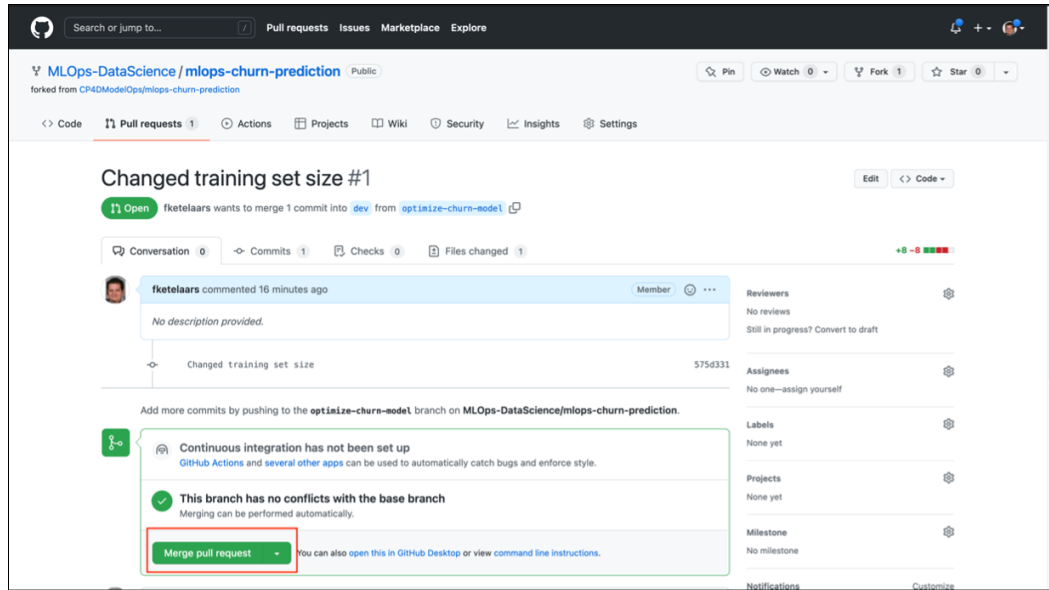 Search or jump to... /
Pull requests Issues Marketplace Explore
MLOps-DataScience / mlops-churn-prediction Public
forked from CP4DModelOps/mlops-churn-prediction
Pin Watch 0 Fork 1 Star 0
Code Pull requests 1 Actions Projects Wiki Security Insights Settings
Changed training set size #1
Edit Code
Open fketelaars wants to merge 1 commit into dev from optimize-churn-model
Conversation 0 Commits 1 Checks 0 Files changed 1
+8 −8
fketelaars commented 16 minutes ago Member ...
No description provided.
Changed training set size 575d331
Add more commits by pushing to the optimize-churn-model branch on MLOps-DataScience/mlops-churn-prediction.
Continuous integration has not been set up
GitHub Actions and several other apps can be used to automatically catch bugs and enforce style.
This branch has no conflicts with the base branch
Merging can be performed automatically.
Merge pull request You can also open this in GitHub Desktop or view command line instructions.
Reviewers
No reviews
Still in progress? Convert to draft
Assignees
No one—assign yourself
Labels
None yet
Projects
None yet
Milestone
No milestone
Notifications Customize